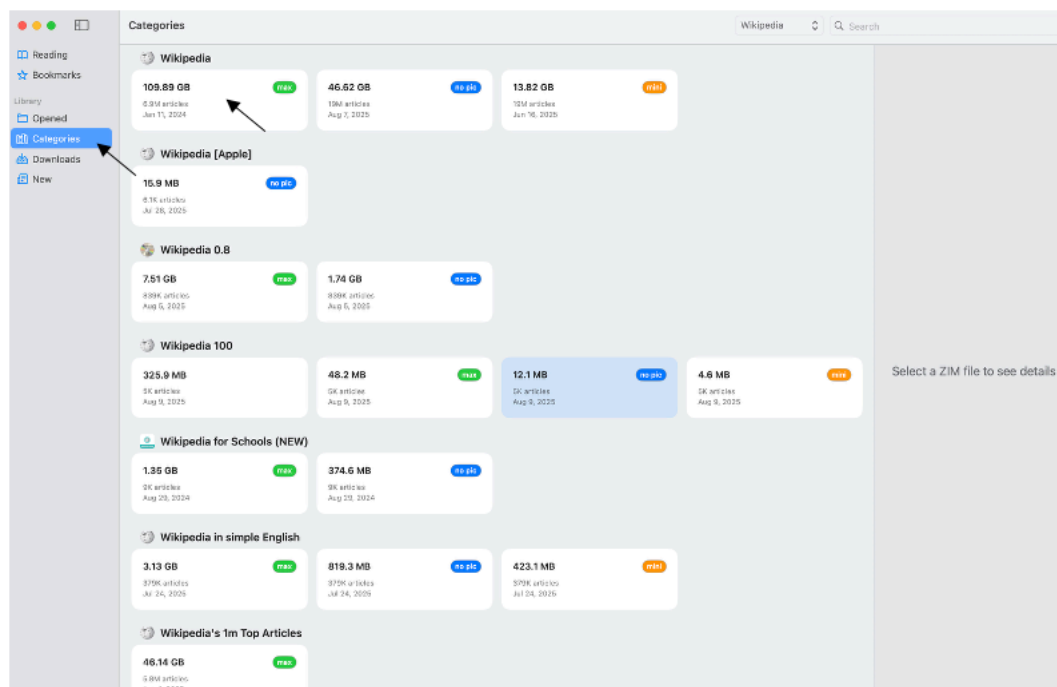 Categories
Wikipedia
Search
Reading
Bookmarks
Library
Opened
Categories
Downloads
New
Wikipedia
109.89 GB
max
6.9M articles
Jan 11, 2024
46.62 GB
no pic
19M articles
Aug 7, 2025
13.82 GB
mini
19M articles
Jun 16, 2025
Wikipedia [Apple]
15.9 MB
no pic
6.1K articles
Jul 28, 2025
Wikipedia 0.8
7.51 GB
max
839K articles
Aug 5, 2025
1.74 GB
no pic
839K articles
Aug 5, 2025
Wikipedia 100
325.9 MB
5K articles
Aug 9, 2025
48.2 MB
max
5K articles
Aug 9, 2025
12.1 MB
no pic
5K articles
Aug 9, 2025
4.6 MB
mini
5K articles
Aug 9, 2025
Select a ZIM file to see details
Wikipedia for Schools (NEW)
1.35 GB
max
9K articles
Aug 29, 2024
374.6 MB
no pic
9K articles
Aug 29, 2024
Wikipedia in simple English
3.13 GB
max
379K articles
Jul 24, 2025
819.3 MB
no pic
379K articles
Jul 24, 2025
423.1 MB
mini
379K articles
Jul 24, 2025
Wikipedia's 1m Top Articles
46.14 GB
max
articles